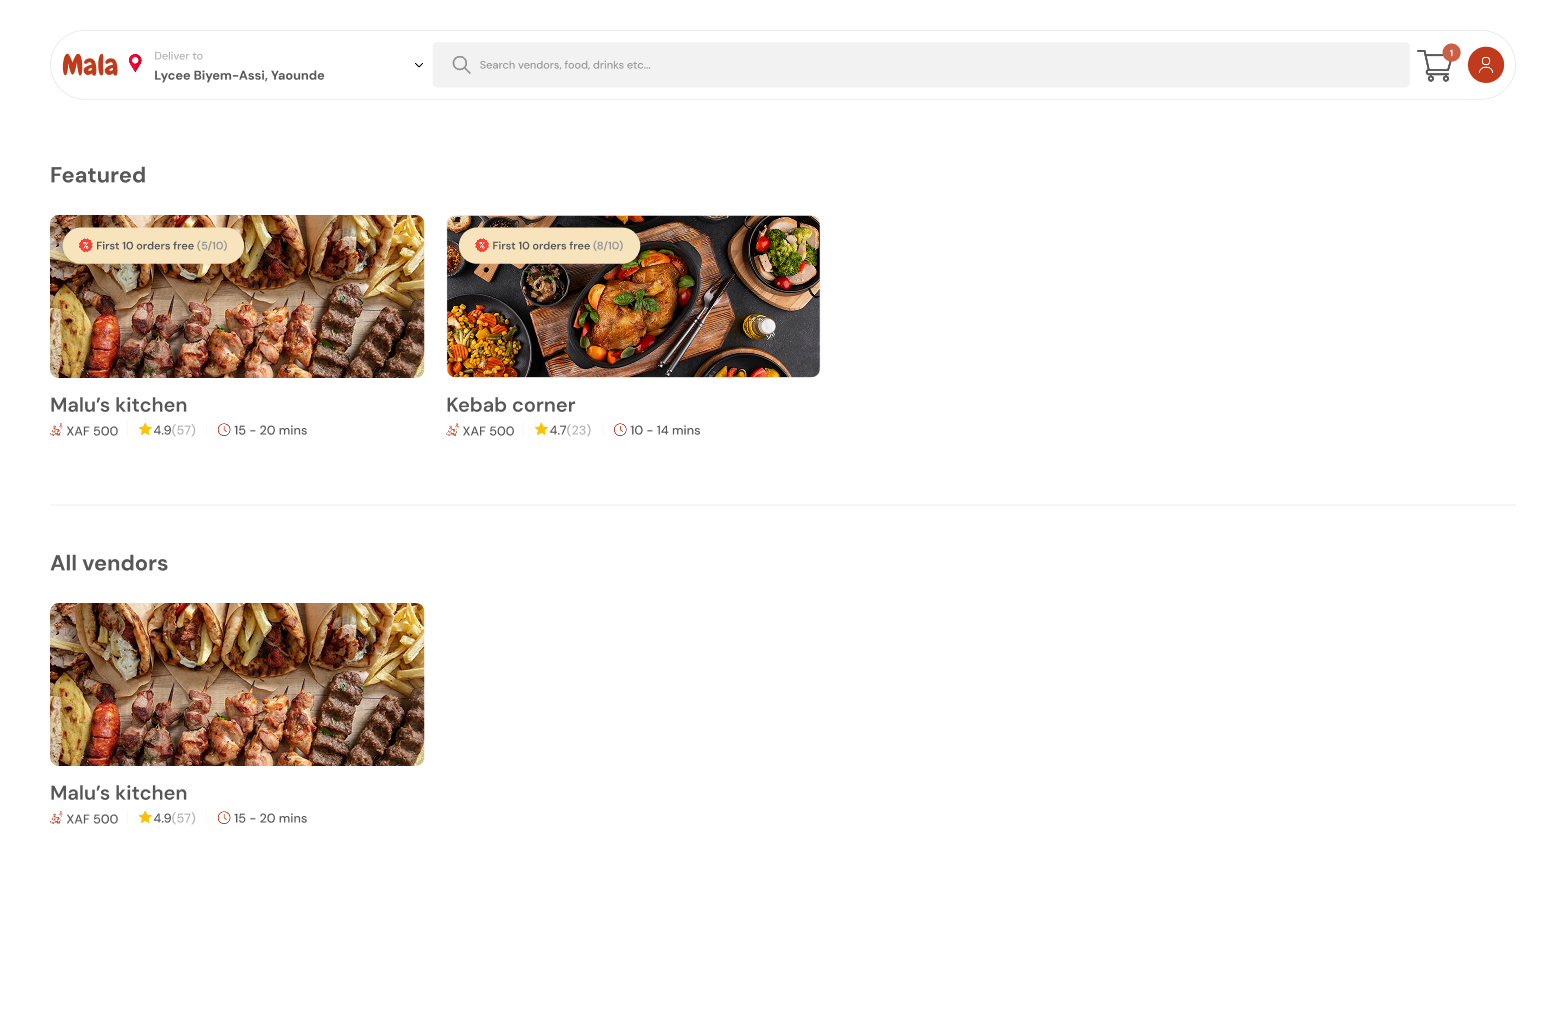 Mala
Deliver to
Lycee Biyem-Assi, Yaounde
Search vendors, food, drinks etc...
1
Featured
First 10 orders free (5/10)
First 10 orders free (8/10)
Malu’s kitchen
XAF 500 4.9(57) 15 - 20 mins
Kebab corner
XAF 500 4.7(23) 10 - 14 mins
All vendors
Malu’s kitchen
XAF 500 4.9(57) 15 - 20 mins